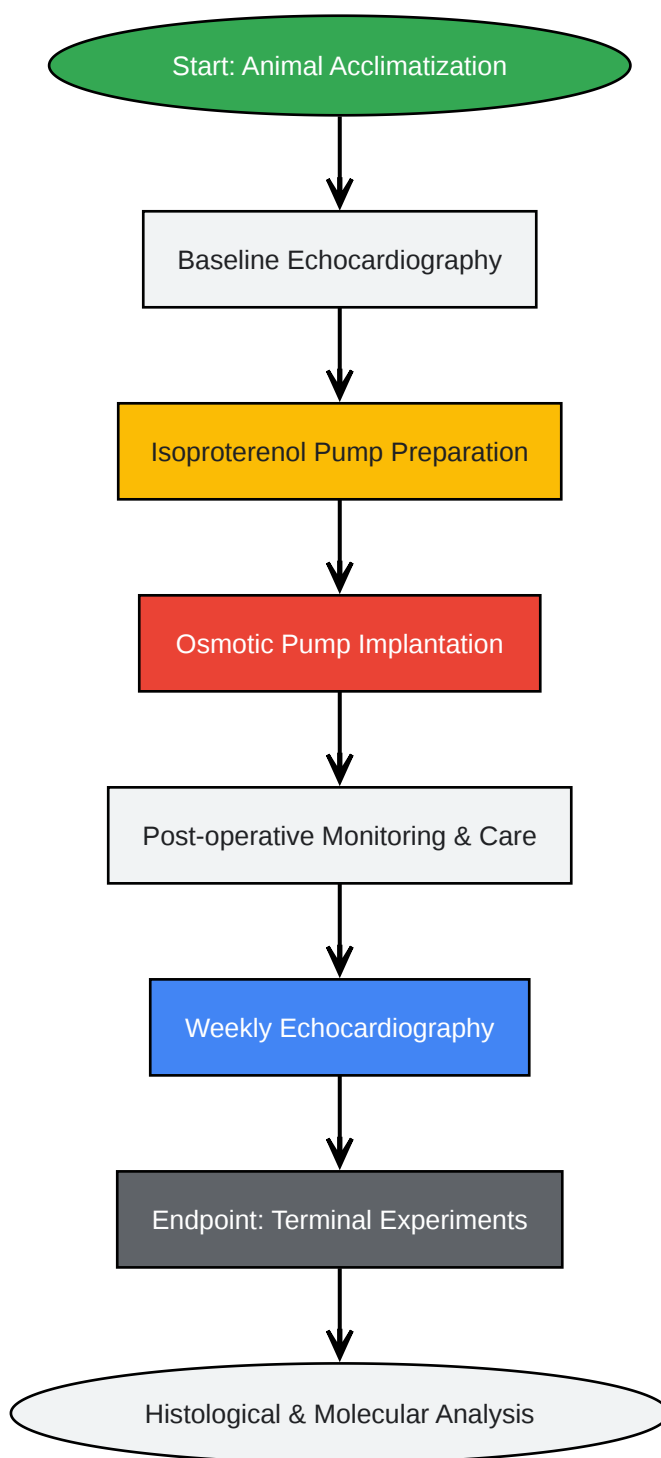 Start: Animal Acclimatization
Baseline Echocardiography
Isoproterenol Pump Preparation
Osmotic Pump Implantation
Post-operative Monitoring & Care
Weekly Echocardiography
Endpoint: Terminal Experiments
Histological & Molecular Analysis